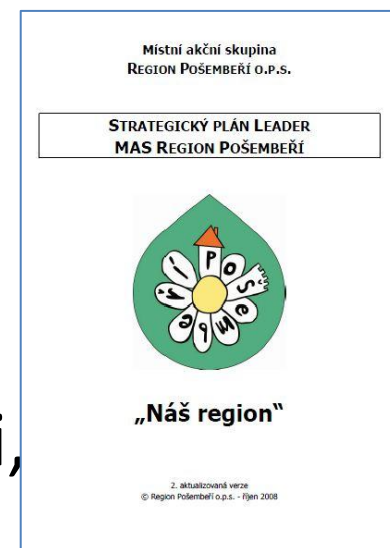 Místní akční skupina
REGION POŠEMBEŘÍ O.P.S.
STRATEGICKÝ PLÁN LEADER
MAS REGION POŠEMBEŘÍ
Pošembeří
„Náš region“
i,
2. aktualizovaná verze
© Region Pošembeří o.p.s. - říjen 2008